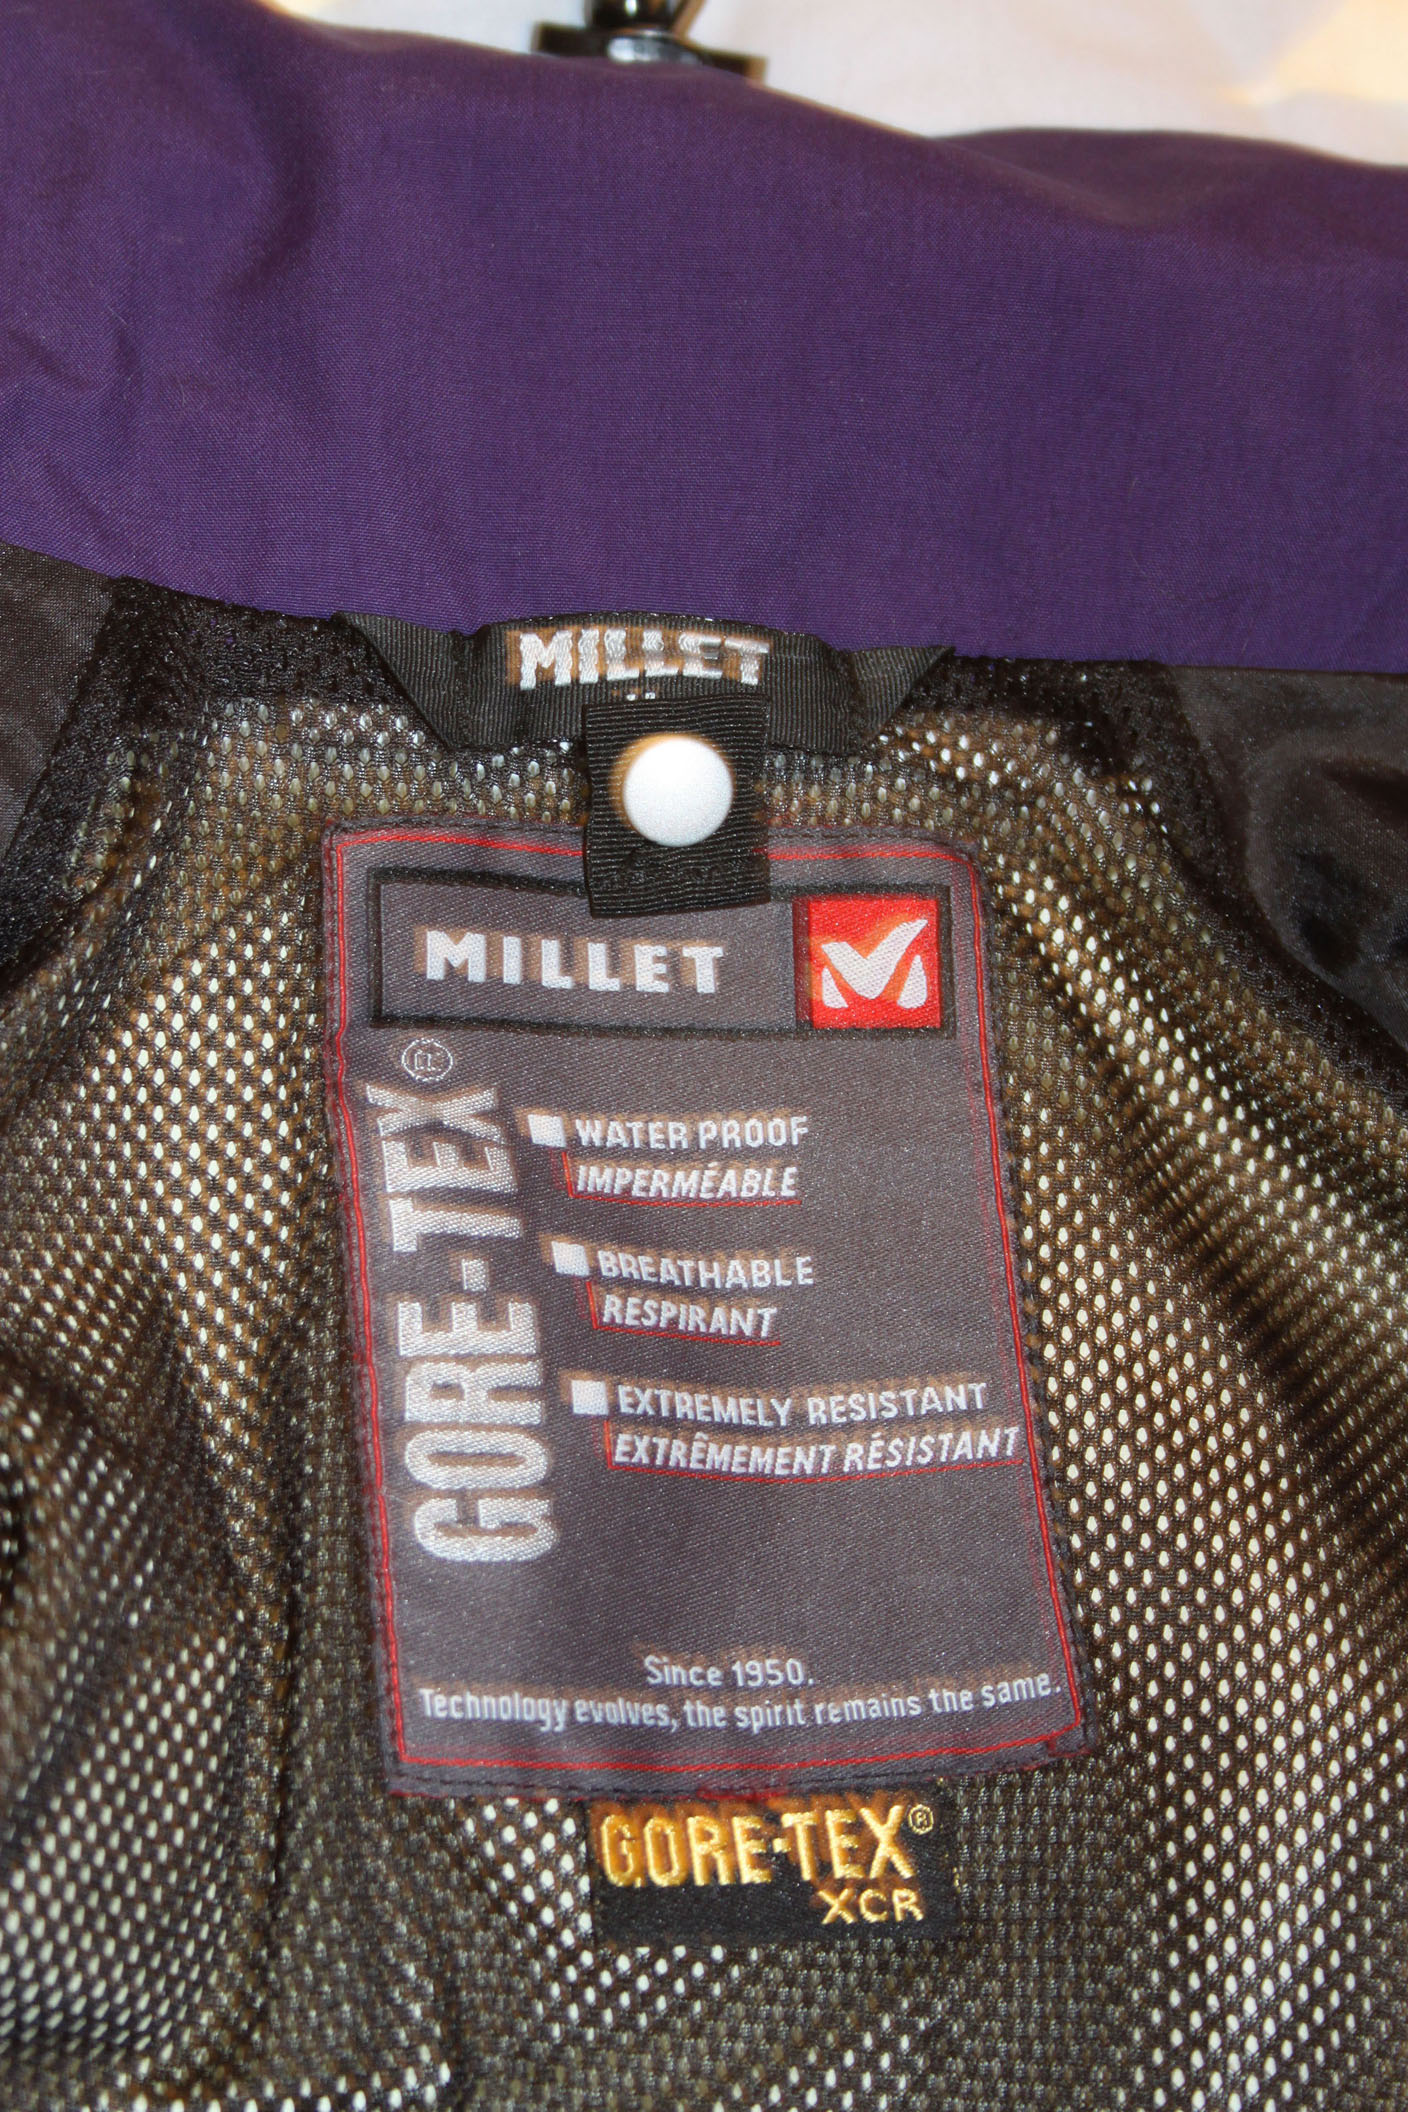 MILLET
MILLET
GORE-TEX®
WATER PROOF
IMPERMÉABLE
BREATHABLE
RESPIRANT
EXTREMELY RESISTANT
EXTRÊMEMENT RÉSISTANT
Since 1950.
Technology evolves, the spirit remains the same.
GORE-TEX®
XCR